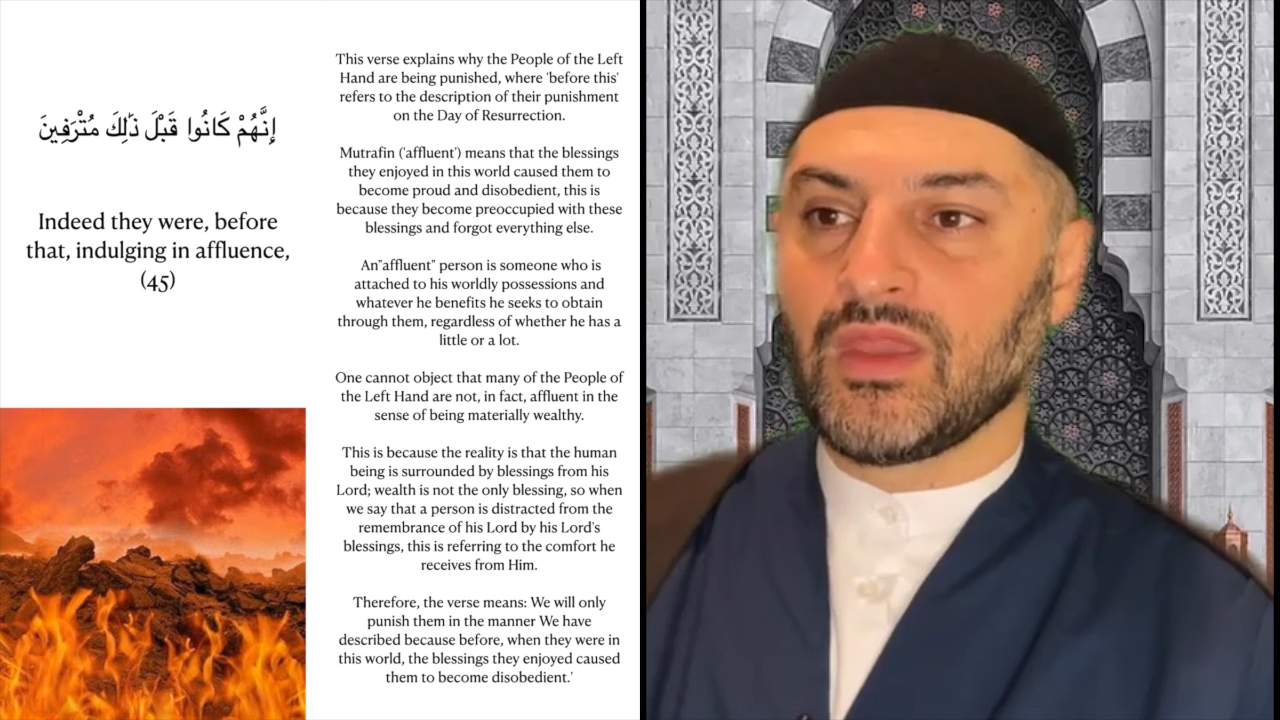 إِنَّهُمْ كَانُوا قَبْلَ ذَٰلِكَ مُتْرَفِينَ
Indeed they were, before
that, indulging in affluence,
(45)
This verse explains why the People of the Left
Hand are being punished, where 'before this'
refers to the description of their punishment
on the Day of Resurrection.
Mutrafin ('affluent') means that the blessings
they enjoyed in this world caused them to
become proud and disobedient, this is
because they become preoccupied with these
blessings and forgot everything else.
An"affluent" person is someone who is
attached to his worldly possessions and
whatever he benefits he seeks to obtain
through them, regardless of whether he has a
little or a lot.
One cannot object that many of the People of
the Left Hand are not, in fact, affluent in the
sense of being materially wealthy.
This is because the reality is that the human
being is surrounded by blessings from his
Lord; wealth is not the only blessing, so when
we say that a person is distracted from the
remembrance of his Lord by his Lord's
blessings, this is referring to the comfort he
receives from Him.
Therefore, the verse means: We will only
punish them in the manner We have
described because before, when they were in
this world, the blessings they enjoyed caused
them to become disobedient.'